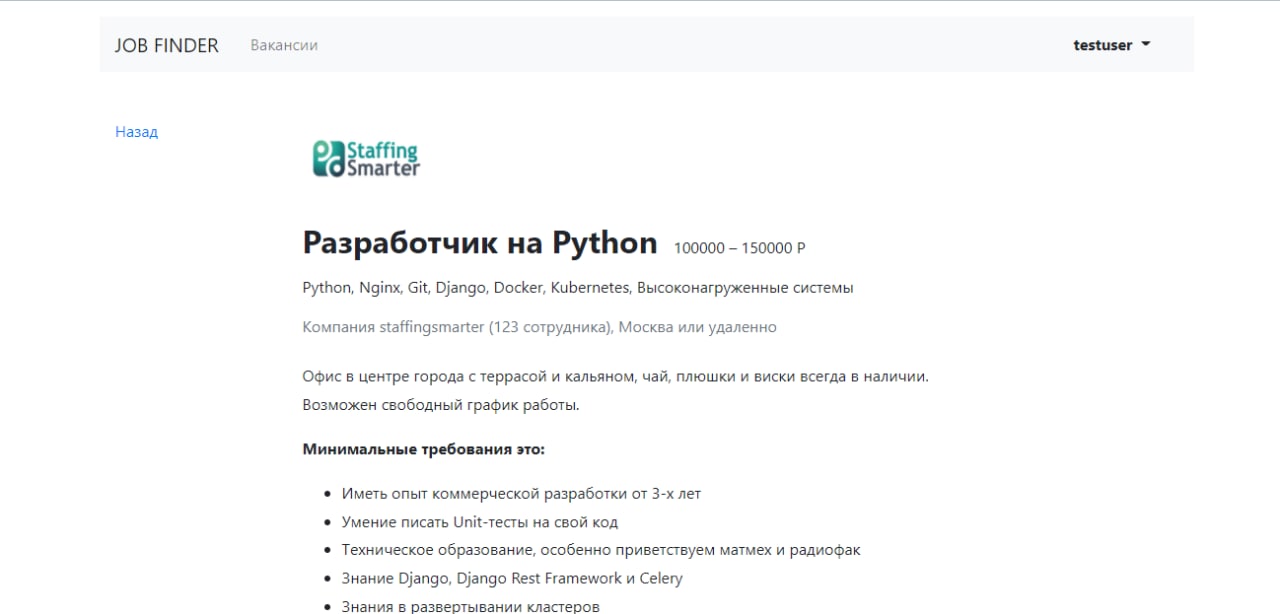 JOB FINDER Вакансии testuser
Назад
Staffing
Smarter
Разработчик на Python 100000 – 150000 Р
Python, Nginx, Git, Django, Docker, Kubernetes, Высоконагруженные системы
Компания staffingsmarter (123 сотрудника), Москва или удаленно
Офис в центре города с террасой и кальяном, чай, плюшки и виски всегда в наличии.
Возможен свободный график работы.
Минимальные требования это:
• Иметь опыт коммерческой разработки от 3-х лет
• Умение писать Unit-тесты на свой код
• Техническое образование, особенно приветствуем матмех и радиофак
• Знание Django, Django Rest Framework и Celery
• Знания в развертывании кластеров